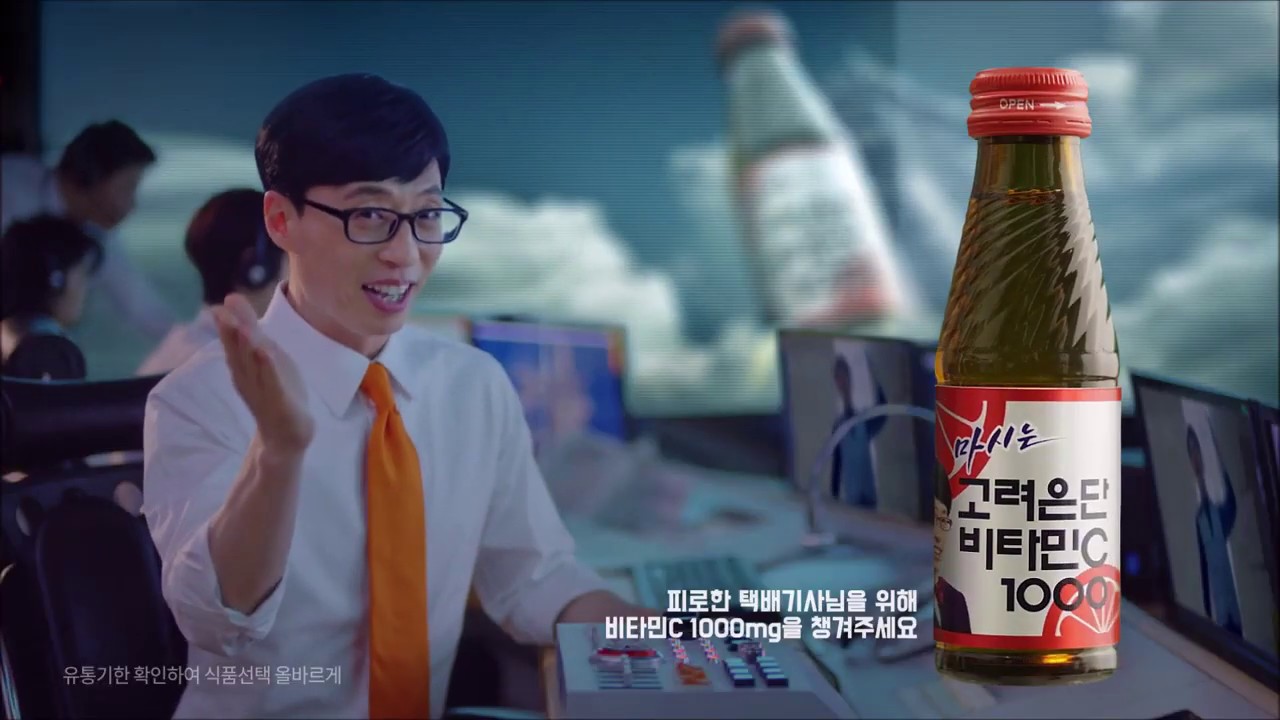 OPEN
마시는
고려은단
비타민C
1000
피로한 택배기사님을 위해
비타민C 1000mg을 챙겨주세요
유통기한 확인하여 식품선택 올바르게